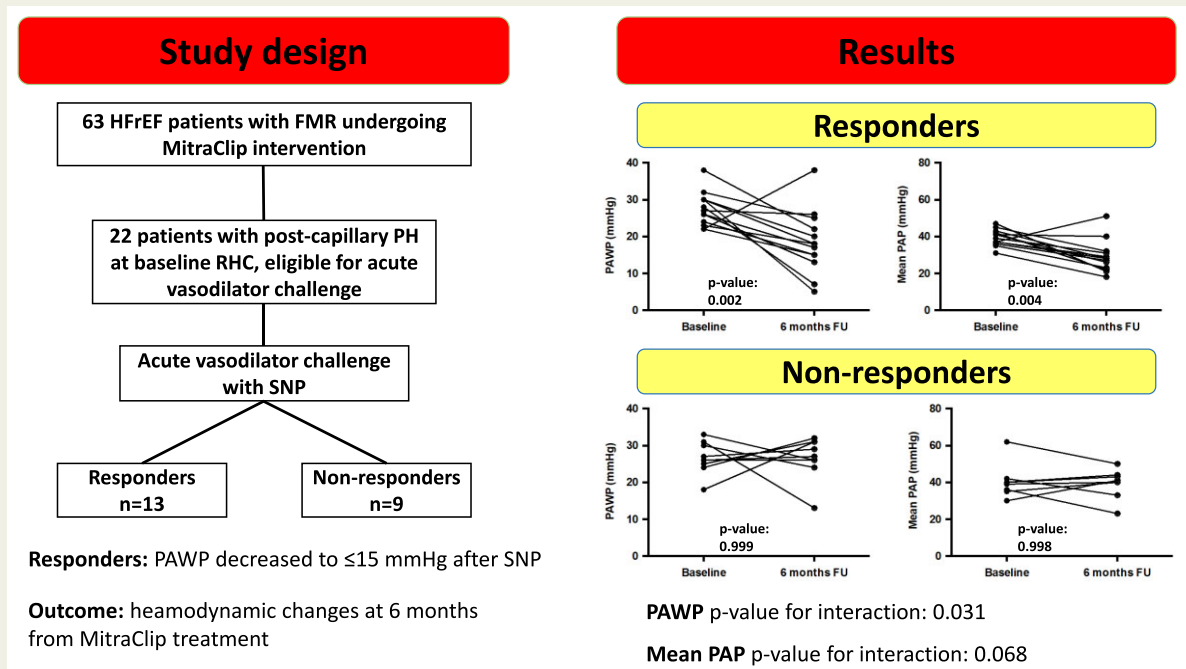 Study design
63 HFrEF patients with FMR undergoing
MitraClip intervention
22 patients with post-capillary PH
at baseline RHC, eligible for acute
vasodilator challenge
Acute vasodilator challenge
with SNP
Responders
n=13
Non-responders
n=9
Responders: PAWP decreased to ≤15 mmHg after SNP
Outcome: heamodynamic changes at 6 months
from MitraClip treatment
Results
Responders
PAWP (mmHg)
40
30
20
10
0
p-value:
0.002
Baseline
6 months FU
Mean PAP (mmHg)
80
60
40
20
0
p-value:
0.004
Baseline
6 months FU
Non-responders
PAWP (mmHg)
40
30
20
10
0
p-value:
0.999
Baseline
6 months FU
Mean PAP (mmHg)
80
60
40
20
0
p-value:
0.998
Baseline
6 months FU
PAWP p-value for interaction: 0.031
Mean PAP p-value for interaction: 0.068